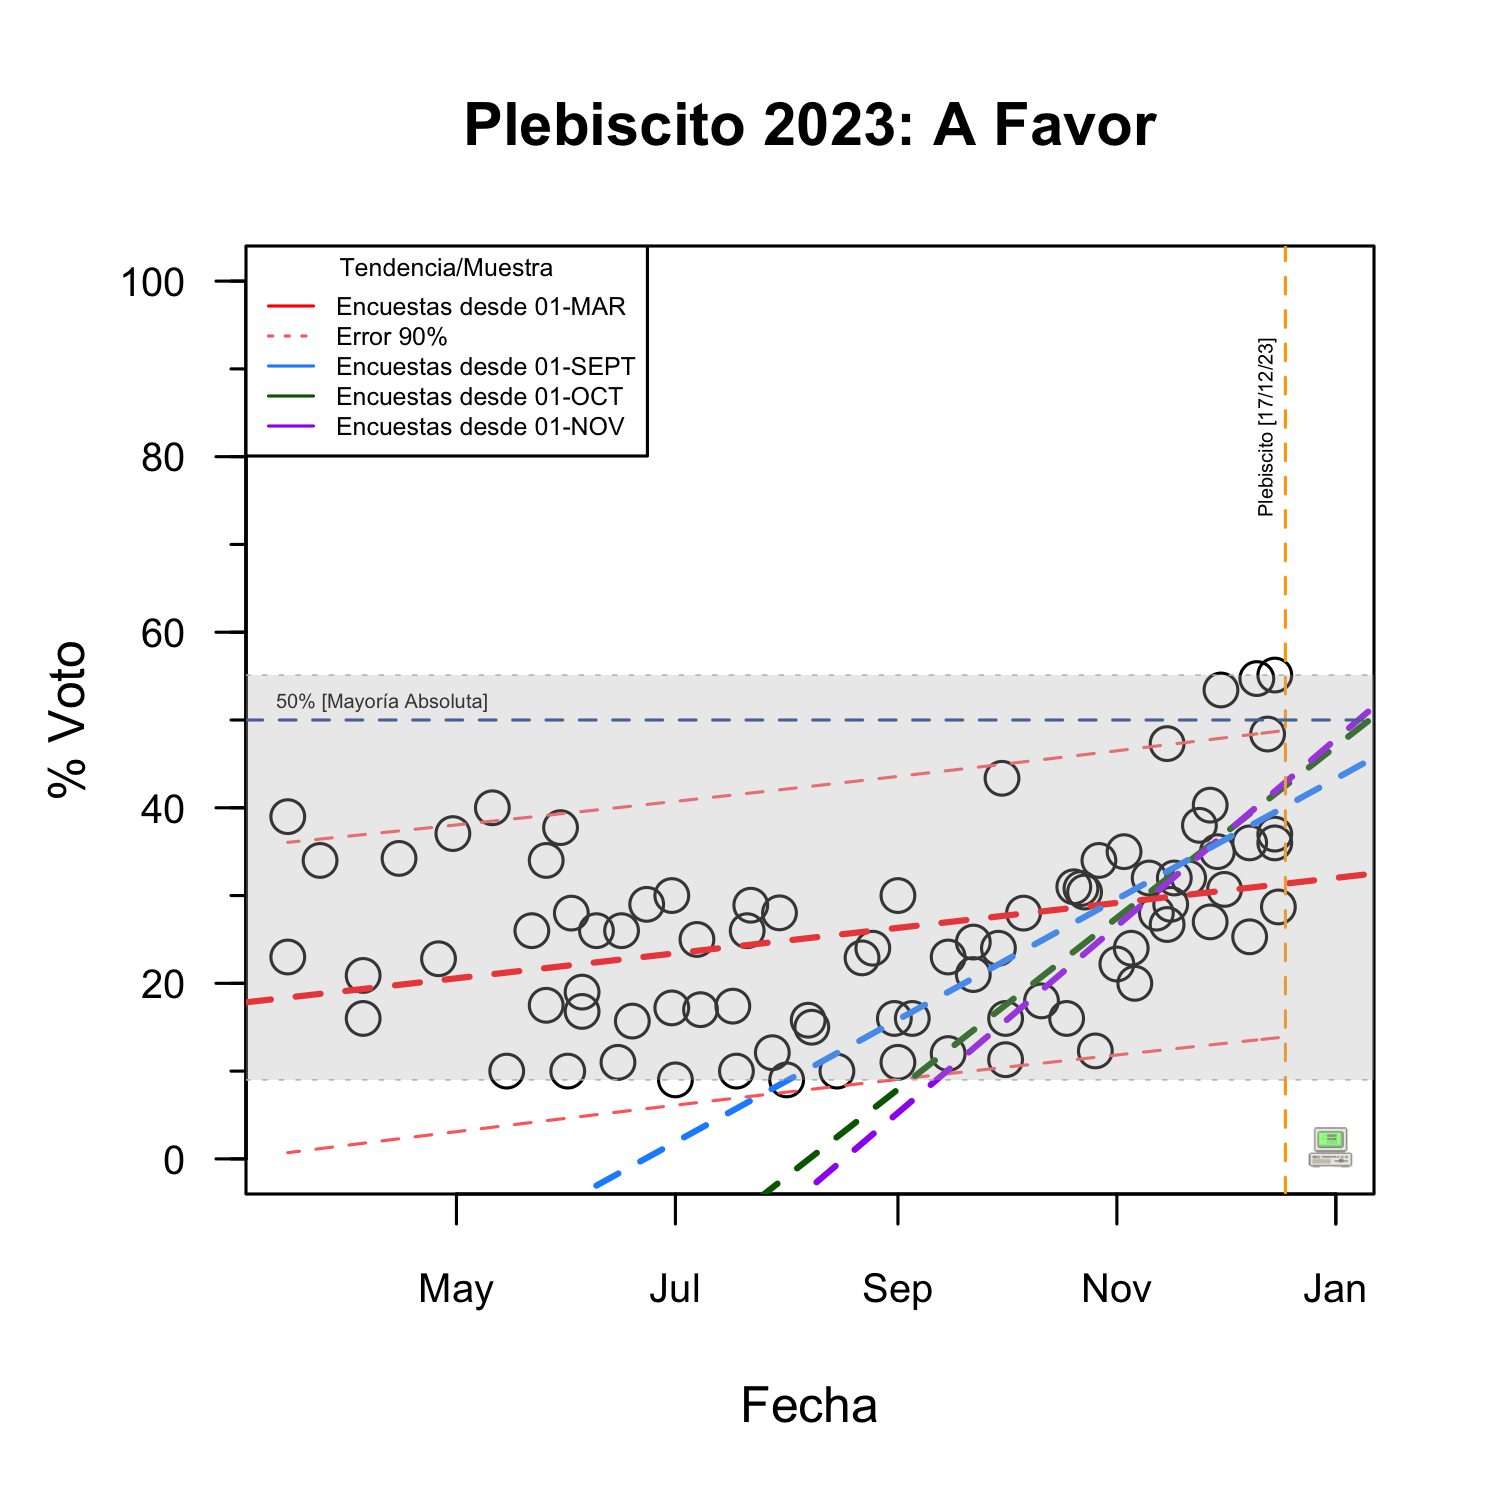 Plebiscito 2023: A Favor
Tendencia/Muestra
Encuestas desde 01-MAR
Error 90%
Encuestas desde 01-SEPT
Encuestas desde 01-OCT
Encuestas desde 01-NOV
100
80
60
40
20
0
% Voto
50% [Mayoría Absoluta]
Plebiscito [17/12/23]
May
Jul
Sep
Nov
Jan
Fecha